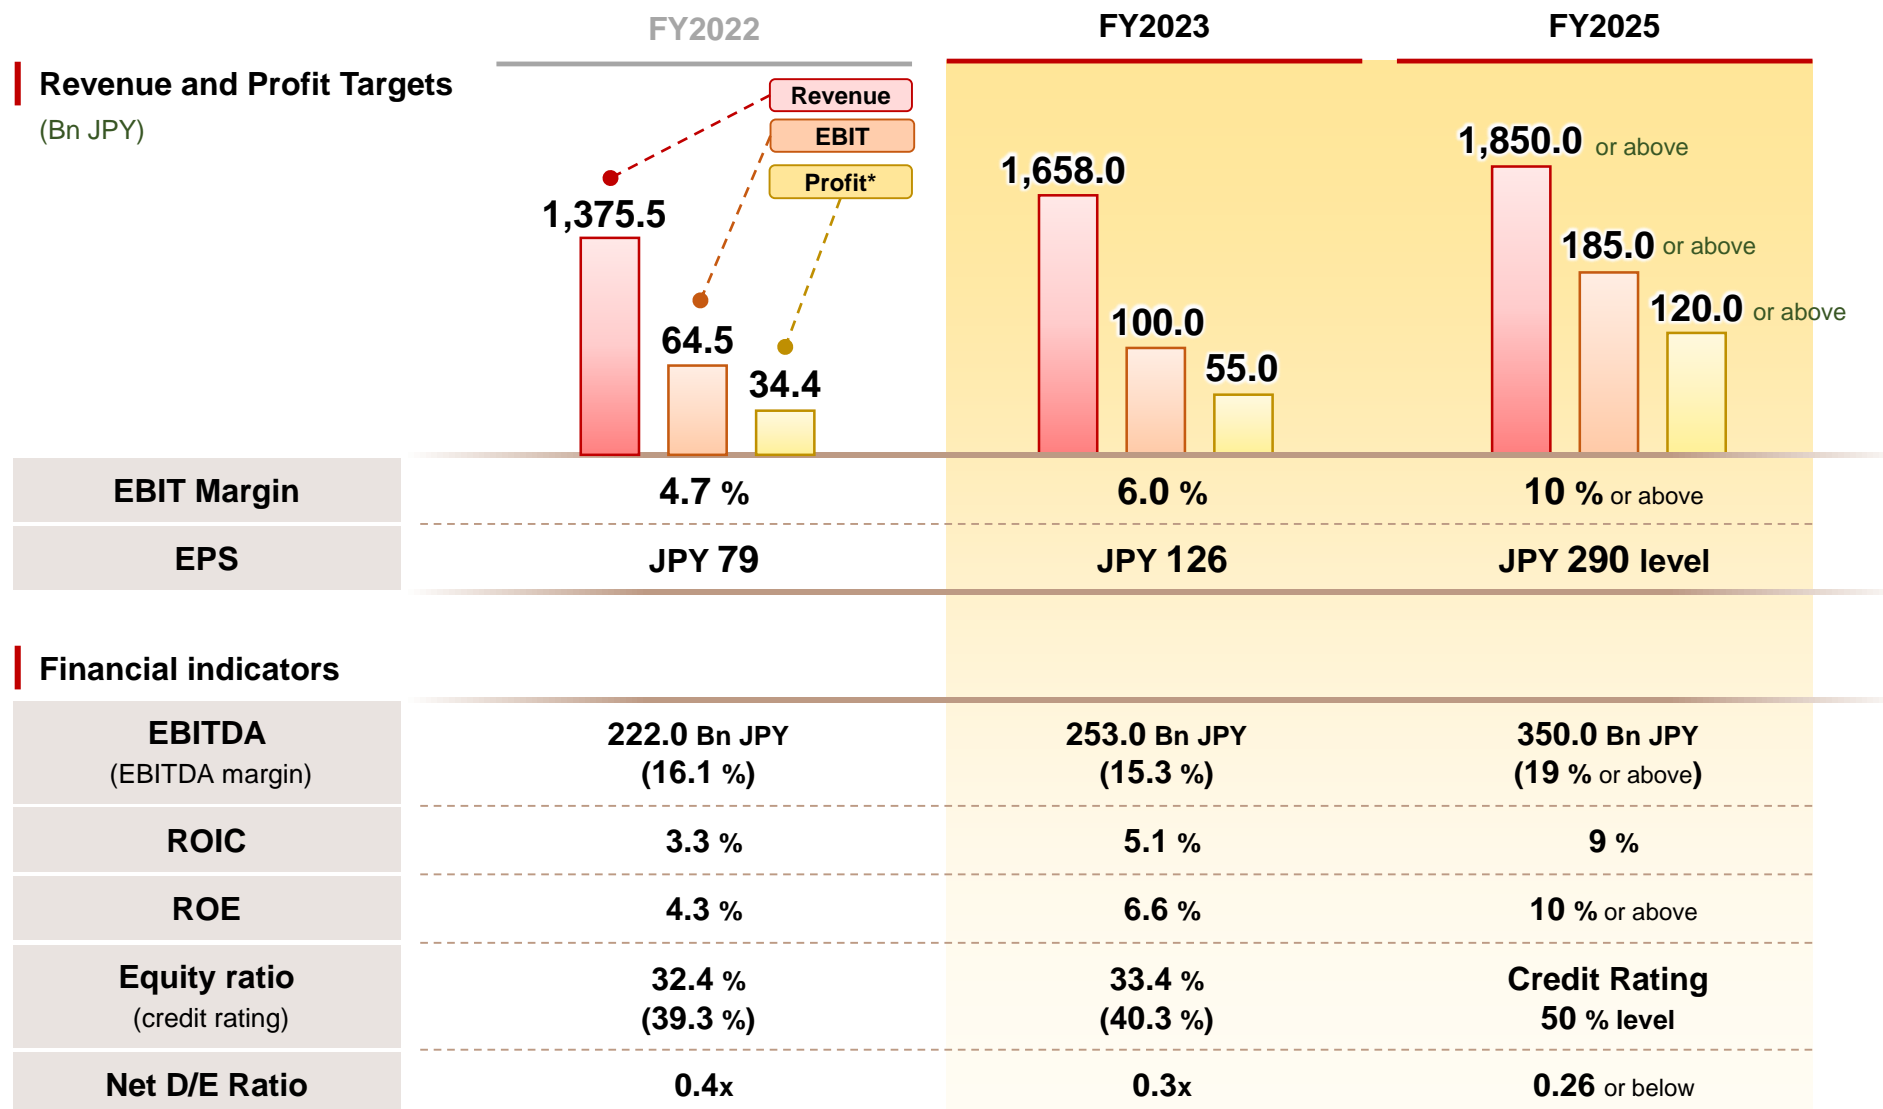 FY2022
FY2023
FY2025
Revenue and Profit Targets
(Bn JPY)
Revenue
EBIT
Profit*
1,375.5
64.5
34.4
1,658.0
100.0
55.0
1,850.0 or above
185.0 or above
120.0 or above
EBIT Margin
4.7 %
6.0 %
10 % or above
EPS
JPY 79
JPY 126
JPY 290 level
Financial indicators
EBITDA
(EBITDA margin)
222.0 Bn JPY
(16.1 %)
253.0 Bn JPY
(15.3 %)
350.0 Bn JPY
(19 % or above)
ROIC
3.3 %
5.1 %
9 %
ROE
4.3 %
6.6 %
10 % or above
Equity ratio
(credit rating)
32.4 %
(39.3 %)
33.4 %
(40.3 %)
Credit Rating
50 % level
Net D/E Ratio
0.4x
0.3x
0.26 or below